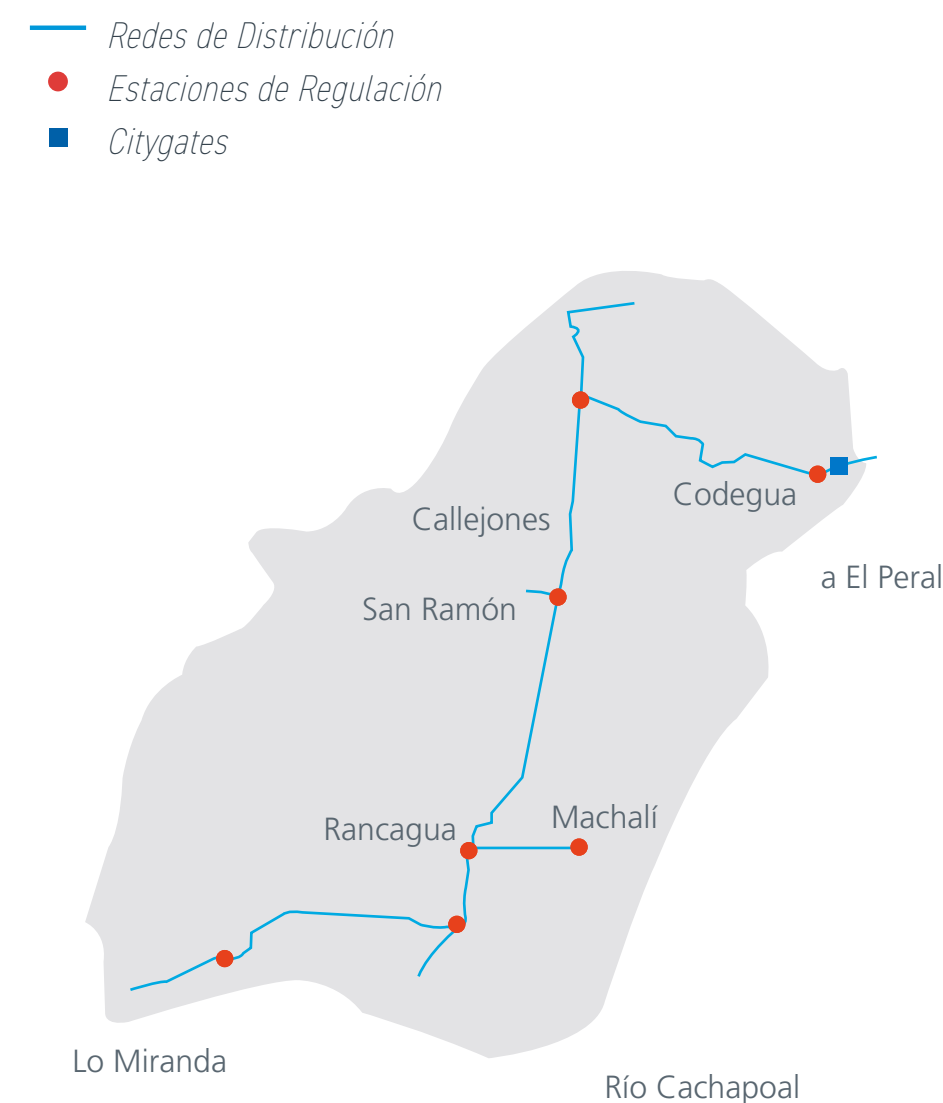 Redes de Distribución
Estaciones de Regulación
Citygates
Codegua
Callejones
a El Peral
San Ramón
Machalí
Rancagua
Lo Miranda
Río Cachapoal